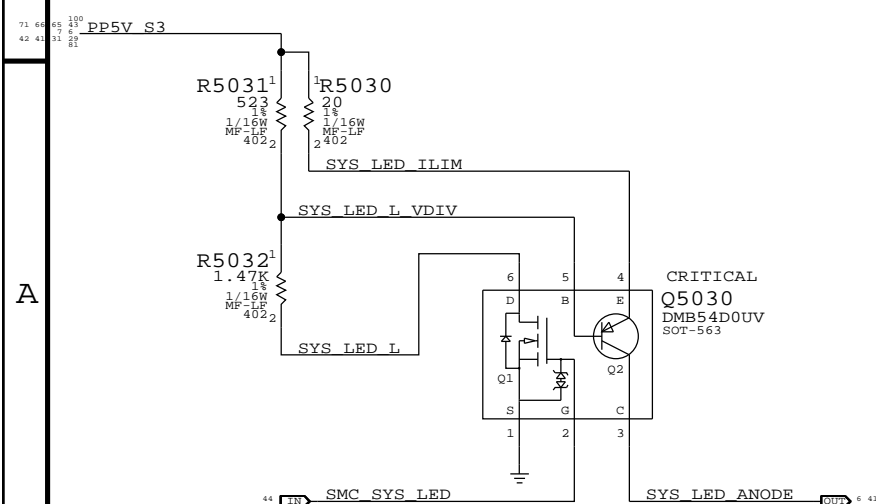 100
71 66 65 43
7 6
42 41 31 29
81
PP5V_S3
R5031 1
523
1%
1/16W
MF-LF
402 2
1 R5030
20
1%
1/16W
MF-LF
2 402
SYS_LED_ILIM
SYS_LED_L_VDIV
R5032 1
1.47K
1%
1/16W
MF-LF
402 2
SYS_LED_L
A
6 5 4
D B E
CRITICAL
Q5030
DMB54D0UV
SOT-563
Q1 Q2
S G C
1 2 3
44 IN SMC_SYS_LED
SYS_LED_ANODE OUT 6 41